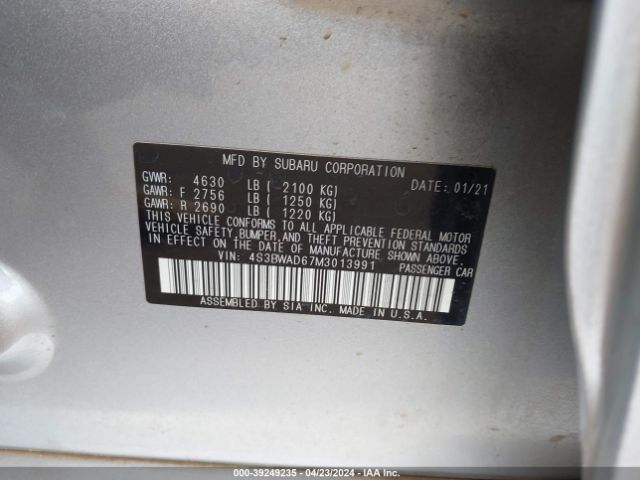 MFD BY SUBARU CORPORATION
GVWR: 4630 LB ( 2100 KG) DATE: 01/21
GAWR: F 2756 LB ( 1250 KG)
GAWR: R 2690 LB ( 1220 KG)
THIS VEHICLE CONFORMS TO ALL APPLICABLE FEDERAL MOTOR
VEHICLE SAFETY, BUMPER, AND THEFT PREVENTION STANDARDS
IN EFFECT ON THE DATE OF MANUFACTURE SHOWN ABOVE.
VIN: 4S3BWAD67M3013991 PASSENGER CAR
ASSEMBLED BY SIA INC. MADE IN U.S.A.
000-39249235 - 04/23/2024 - IAA Inc.